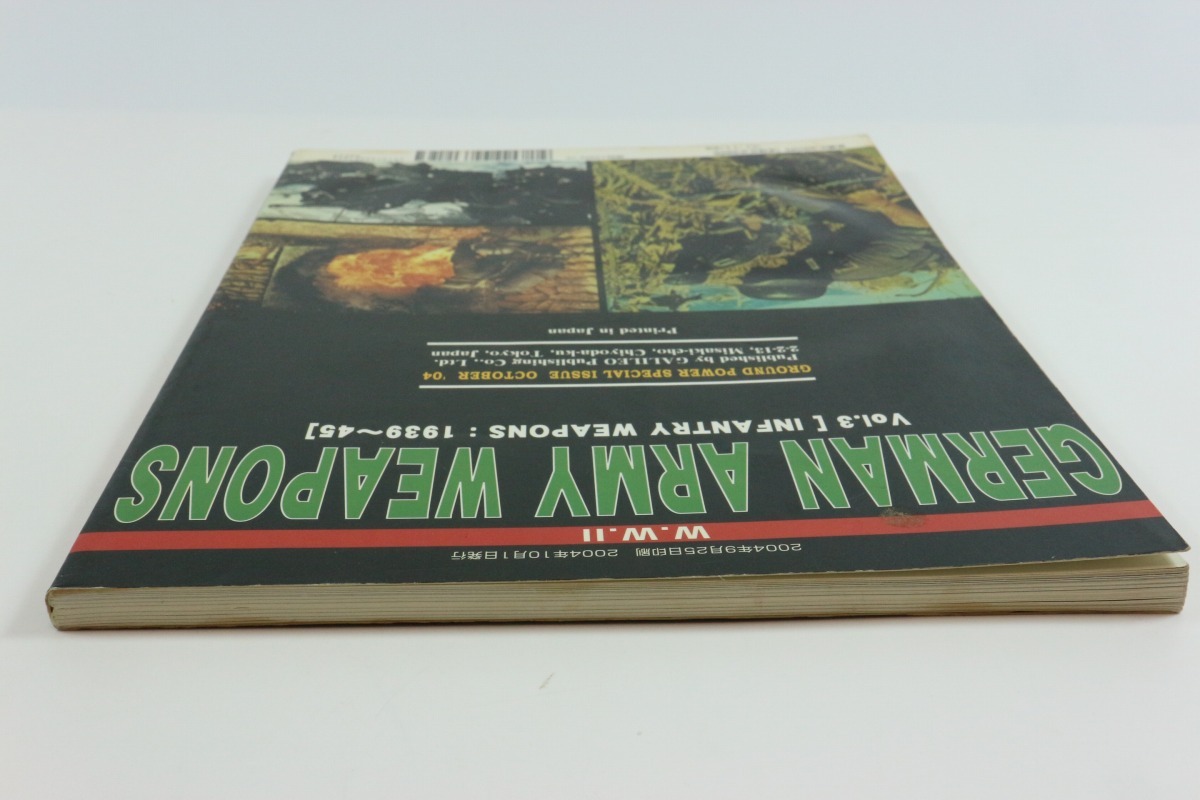 2004年9月25日印刷　2004年10月1日発行
W.W.II
GERMAN ARMY WEAPONS
Vol.3 [ INFANTRY WEAPONS : 1939〜45]
GROUND POWER SPECIAL ISSUE OCTOBER '04
Published by GALILEO Publishing Co., Ltd.
2-2-13, Misaki-cho, Chiyoda-ku, Tokyo, Japan
Printed in Japan